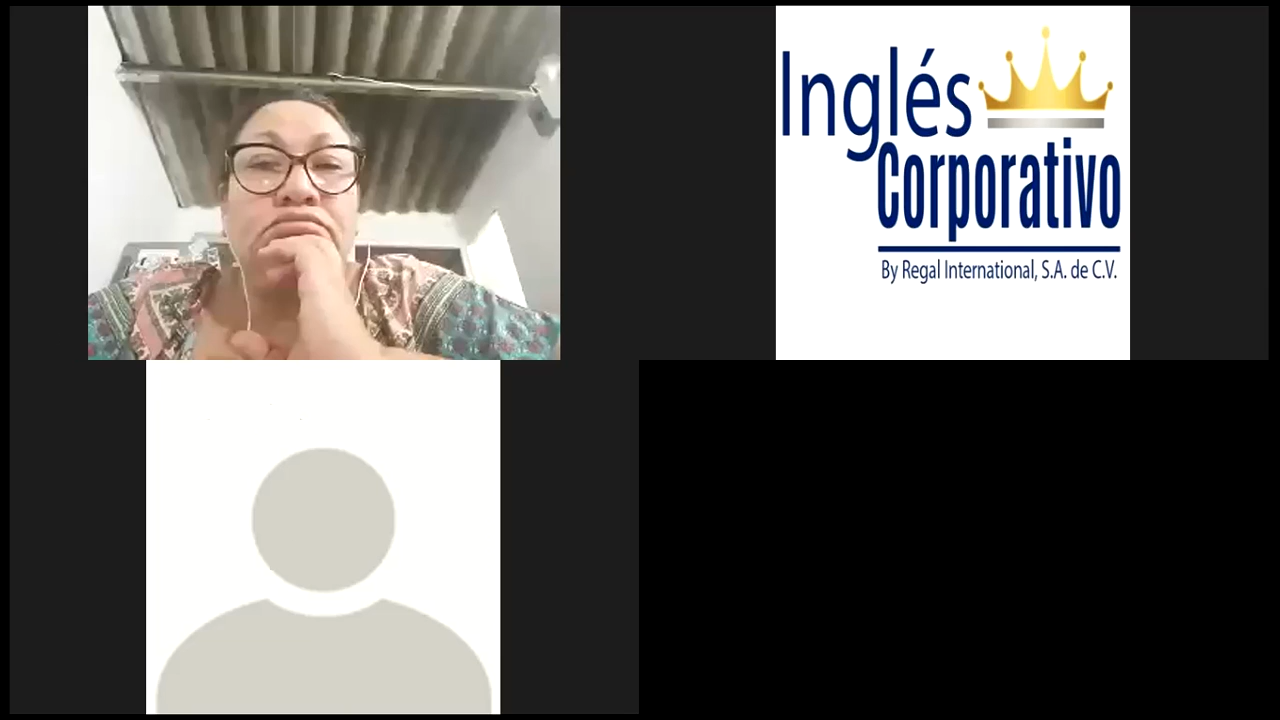 Inglés
Corporativo
By Regal International, S.A. de C.V.